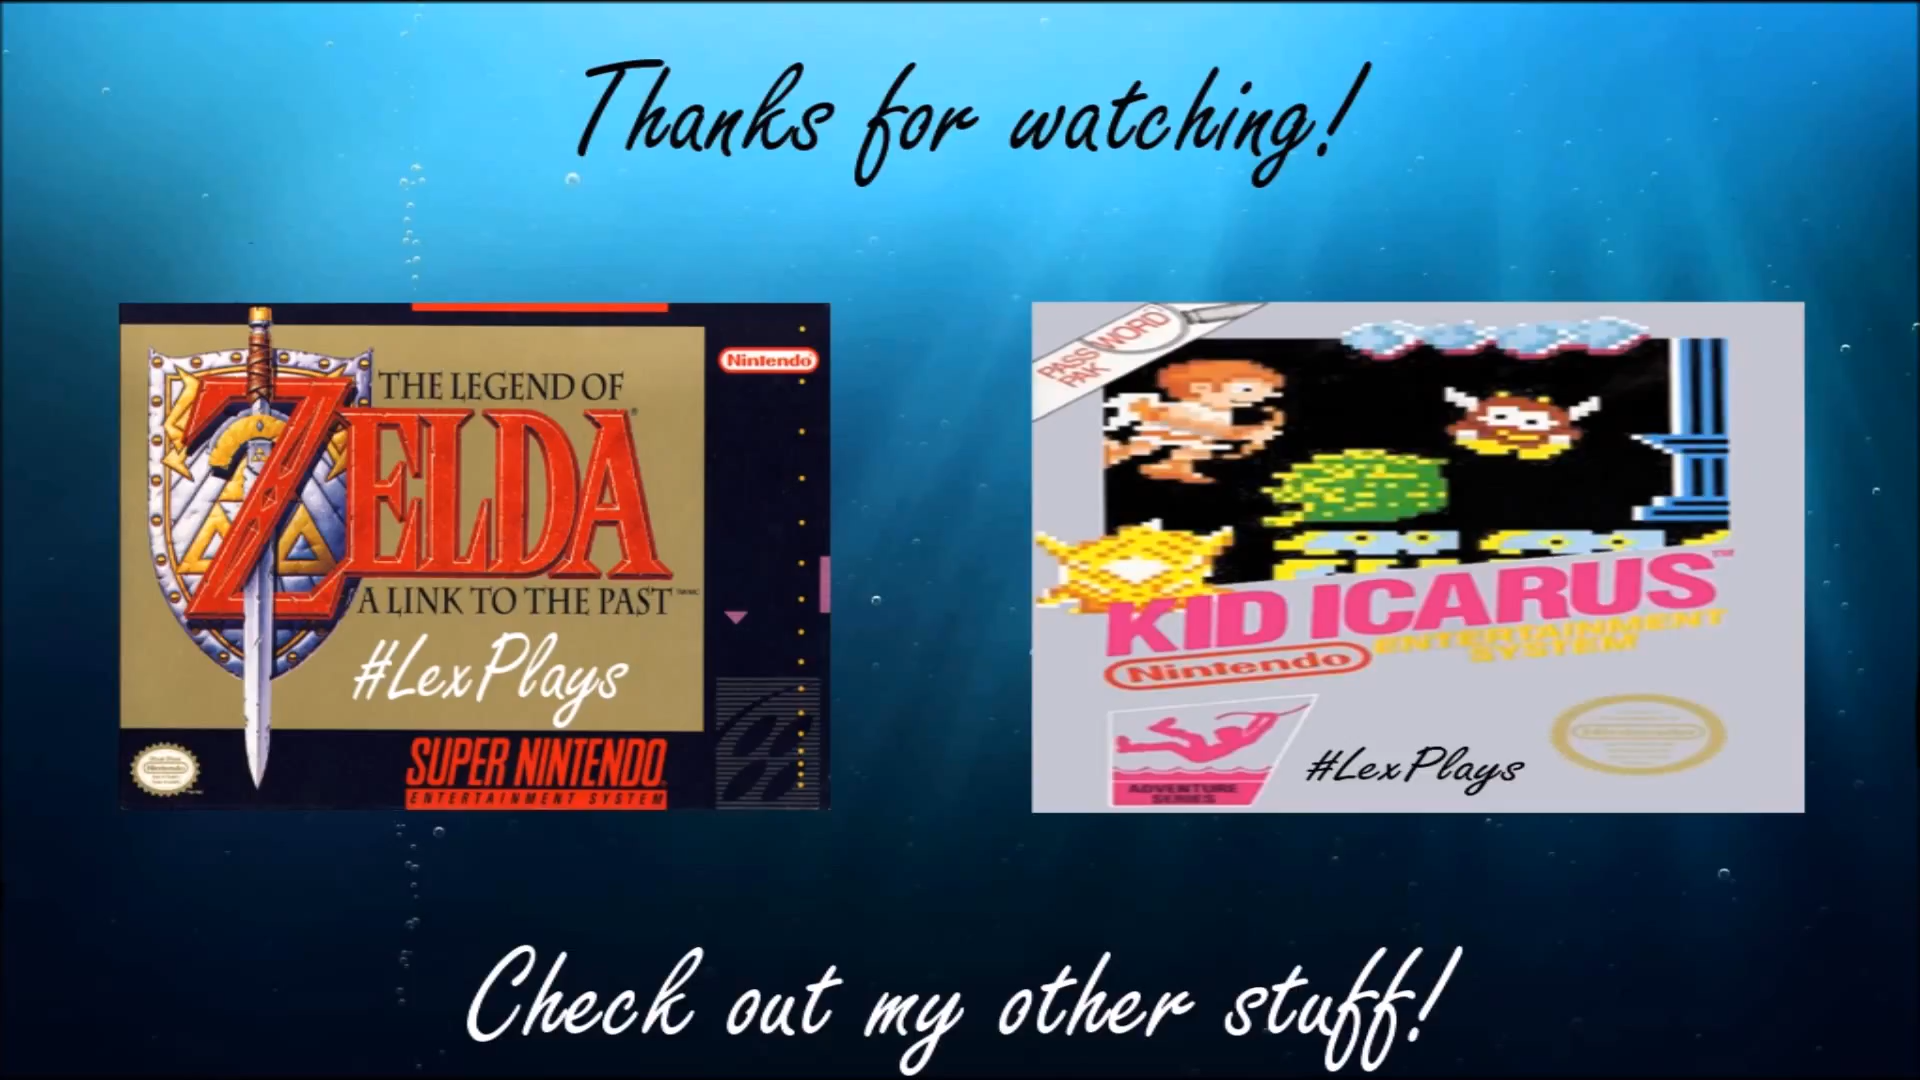 Thanks for watching!
THE LEGEND OF
ZELDA
A LINK TO THE PAST
#LexPlays
Nintendo
SUPER NINTENDO
ENTERTAINMENT SYSTEM
PASS WORD
PAK
KID ICARUS™
Nintendo
ENTERTAINMENT
SYSTEM
ADVENTURE
SERIES
#LexPlays
Check out my other stuff!